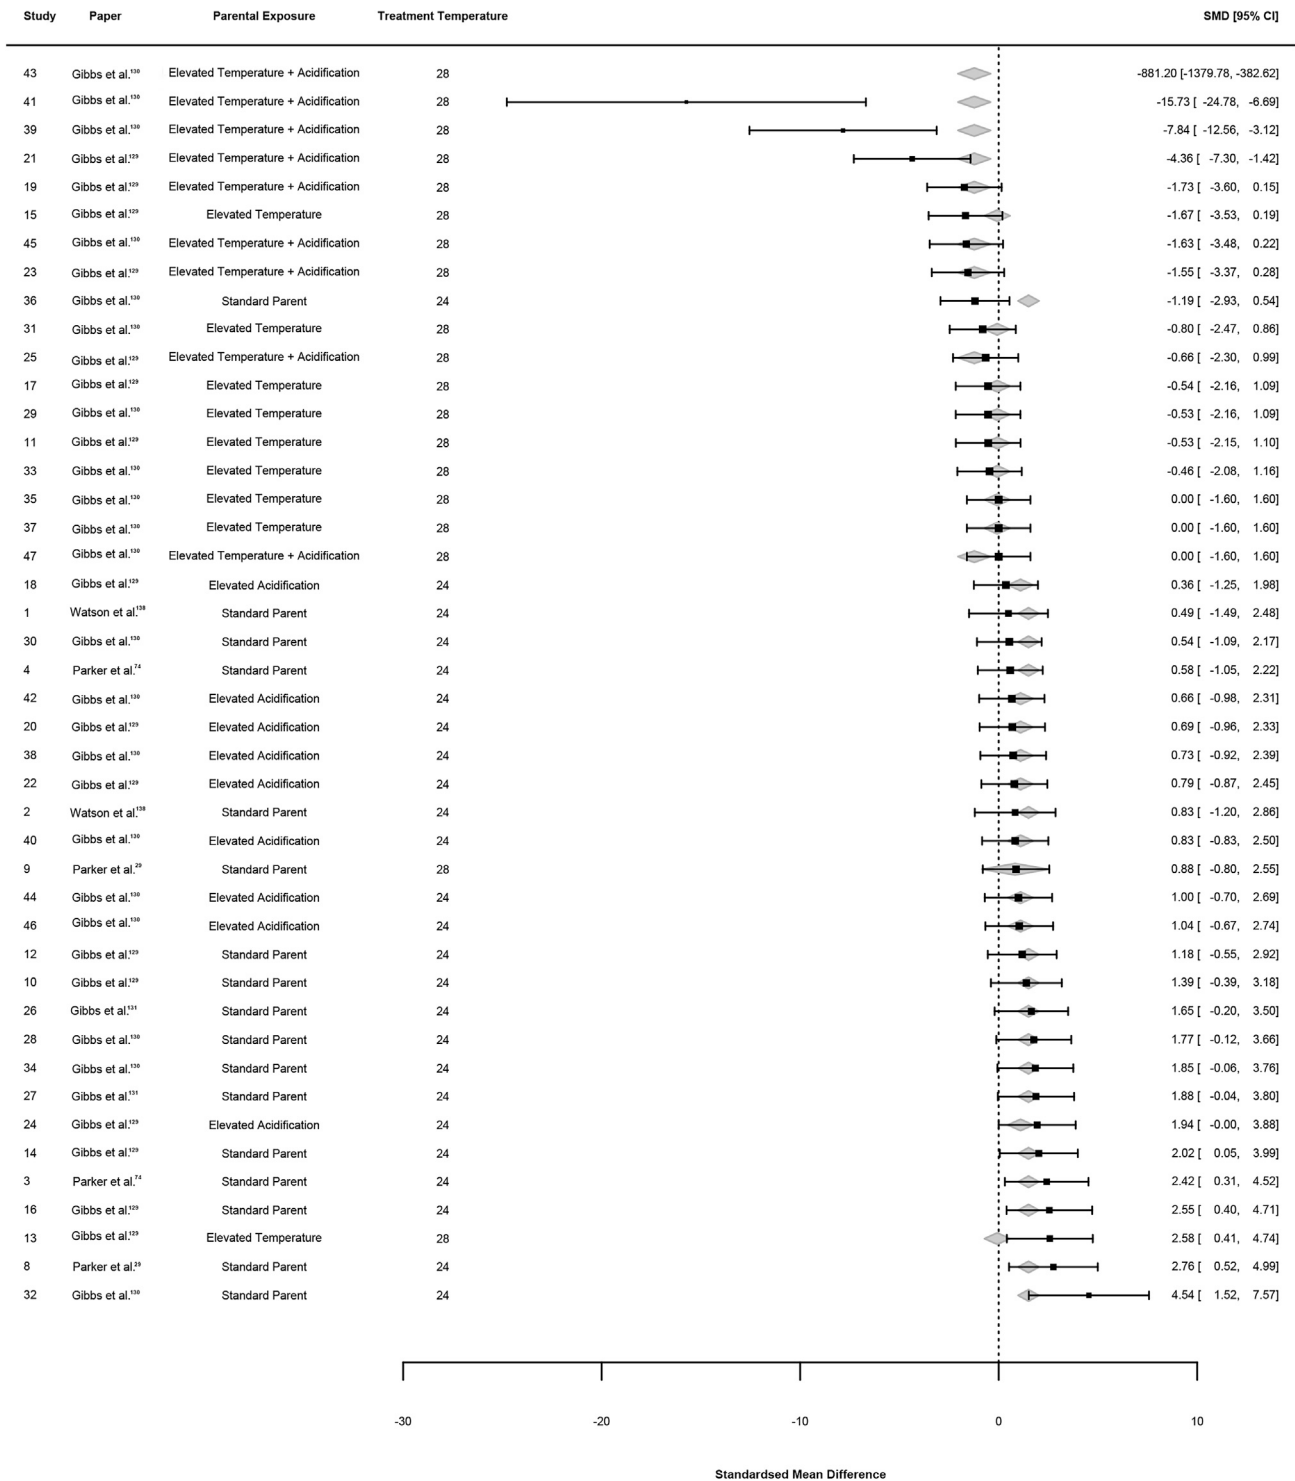 Study Paper Parental Exposure Treatment Temperature SMD [95% CI]
43 Gibbs et al.¹³⁰ Elevated Temperature + Acidification 28 -881.20 [-1379.78, -382.62]
41 Gibbs et al.¹³⁰ Elevated Temperature + Acidification 28 -15.73 [ -24.78, -6.69]
39 Gibbs et al.¹³⁰ Elevated Temperature + Acidification 28 -7.84 [ -12.56, -3.12]
21 Gibbs et al.¹²⁹ Elevated Temperature + Acidification 28 -4.36 [ -7.30, -1.42]
19 Gibbs et al.¹²⁹ Elevated Temperature + Acidification 28 -1.73 [ -3.60, 0.15]
15 Gibbs et al.¹²⁹ Elevated Temperature 28 -1.67 [ -3.53, 0.19]
45 Gibbs et al.¹³⁰ Elevated Temperature + Acidification 28 -1.63 [ -3.48, 0.22]
23 Gibbs et al.¹²⁹ Elevated Temperature + Acidification 28 -1.55 [ -3.37, 0.28]
36 Gibbs et al.¹³⁰ Standard Parent 24 -1.19 [ -2.93, 0.54]
31 Gibbs et al.¹³⁰ Elevated Temperature 28 -0.80 [ -2.47, 0.86]
25 Gibbs et al.¹²⁹ Elevated Temperature + Acidification 28 -0.66 [ -2.30, 0.99]
17 Gibbs et al.¹²⁹ Elevated Temperature 28 -0.54 [ -2.16, 1.09]
29 Gibbs et al.¹³⁰ Elevated Temperature 28 -0.53 [ -2.16, 1.09]
11 Gibbs et al.¹²⁹ Elevated Temperature 28 -0.53 [ -2.15, 1.10]
33 Gibbs et al.¹³⁰ Elevated Temperature 28 -0.46 [ -2.08, 1.16]
35 Gibbs et al.¹³⁰ Elevated Temperature 28 0.00 [ -1.60, 1.60]
37 Gibbs et al.¹³⁰ Elevated Temperature 28 0.00 [ -1.60, 1.60]
47 Gibbs et al.¹³⁰ Elevated Temperature + Acidification 28 0.00 [ -1.60, 1.60]
18 Gibbs et al.¹²⁹ Elevated Acidification 24 0.36 [ -1.25, 1.98]
1 Watson et al.¹³⁸ Standard Parent 24 0.49 [ -1.49, 2.48]
30 Gibbs et al.¹³⁰ Standard Parent 24 0.54 [ -1.09, 2.17]
4 Parker et al.⁷⁴ Standard Parent 24 0.58 [ -1.05, 2.22]
42 Gibbs et al.¹³⁰ Elevated Acidification 24 0.66 [ -0.98, 2.31]
20 Gibbs et al.¹²⁹ Elevated Acidification 24 0.69 [ -0.96, 2.33]
38 Gibbs et al.¹³⁰ Elevated Acidification 24 0.73 [ -0.92, 2.39]
22 Gibbs et al.¹²⁹ Elevated Acidification 24 0.79 [ -0.87, 2.45]
2 Watson et al.¹³⁸ Standard Parent 24 0.83 [ -1.20, 2.86]
40 Gibbs et al.¹³⁰ Elevated Acidification 24 0.83 [ -0.83, 2.50]
9 Parker et al.²⁹ Standard Parent 28 0.88 [ -0.80, 2.55]
44 Gibbs et al.¹³⁰ Elevated Acidification 24 1.00 [ -0.70, 2.69]
46 Gibbs et al.¹³⁰ Elevated Acidification 24 1.04 [ -0.67, 2.74]
12 Gibbs et al.¹²⁹ Standard Parent 24 1.18 [ -0.55, 2.92]
10 Gibbs et al.¹²⁹ Standard Parent 24 1.39 [ -0.39, 3.18]
26 Gibbs et al.¹³¹ Standard Parent 24 1.65 [ -0.20, 3.50]
28 Gibbs et al.¹³⁰ Standard Parent 24 1.77 [ -0.12, 3.66]
34 Gibbs et al.¹³⁰ Standard Parent 24 1.85 [ -0.06, 3.76]
27 Gibbs et al.¹³¹ Standard Parent 24 1.88 [ -0.04, 3.80]
24 Gibbs et al.¹²⁹ Elevated Acidification 24 1.94 [ -0.00, 3.88]
14 Gibbs et al.¹²⁹ Standard Parent 24 2.02 [ 0.05, 3.99]
3 Parker et al.⁷⁴ Standard Parent 24 2.42 [ 0.31, 4.52]
16 Gibbs et al.¹²⁹ Standard Parent 24 2.55 [ 0.40, 4.71]
13 Gibbs et al.¹²⁹ Elevated Temperature 28 2.58 [ 0.41, 4.74]
8 Parker et al.²⁹ Standard Parent 24 2.76 [ 0.52, 4.99]
32 Gibbs et al.¹³⁰ Standard Parent 24 4.54 [ 1.52, 7.57]
-30 -20 -10 0 10
Standardsed Mean Difference